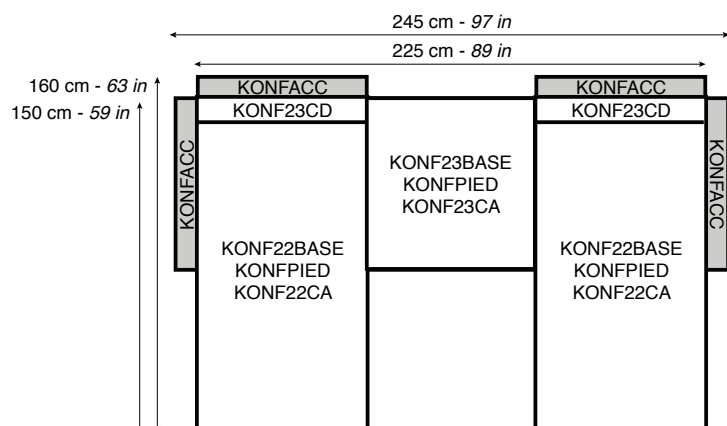 245 cm - 97 in
225 cm - 89 in
160 cm - 63 in
150 cm - 59 in
KONFACC
KONFACC
KONF23CD
KONF23CD
KONFACC
KONFACC
KONF23BASE
KONFPIED
KONF23CA
KONF22BASE
KONFPIED
KONF22CA
KONF22BASE
KONFPIED
KONF22CA